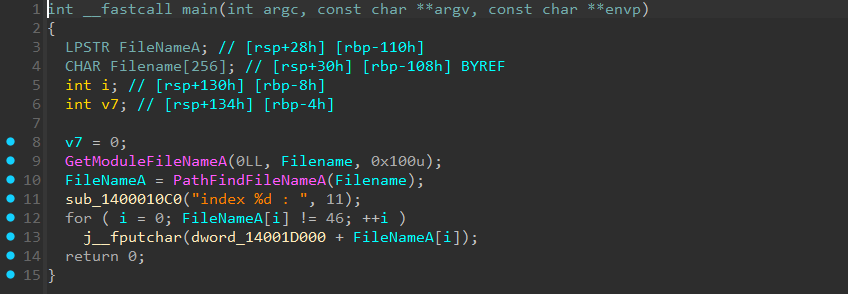 1 int __fastcall main(int argc, const char **argv, const char **envp)
2 {
3   LPSTR FileNameA; // [rsp+28h] [rbp-110h]
4   CHAR Filename[256]; // [rsp+30h] [rbp-108h] BYREF
5   int i; // [rsp+130h] [rbp-8h]
6   int v7; // [rsp+134h] [rbp-4h]
7
8   v7 = 0;
9   GetModuleFileNameA(0LL, Filename, 0x100u);
10   FileNameA = PathFindFileNameA(Filename);
11   sub_1400010C0("index %d : ", 11);
12   for ( i = 0; FileNameA[i] != 46; ++i )
13     j__fputchar(dword_14001D000 + FileNameA[i]);
14   return 0;
15 }